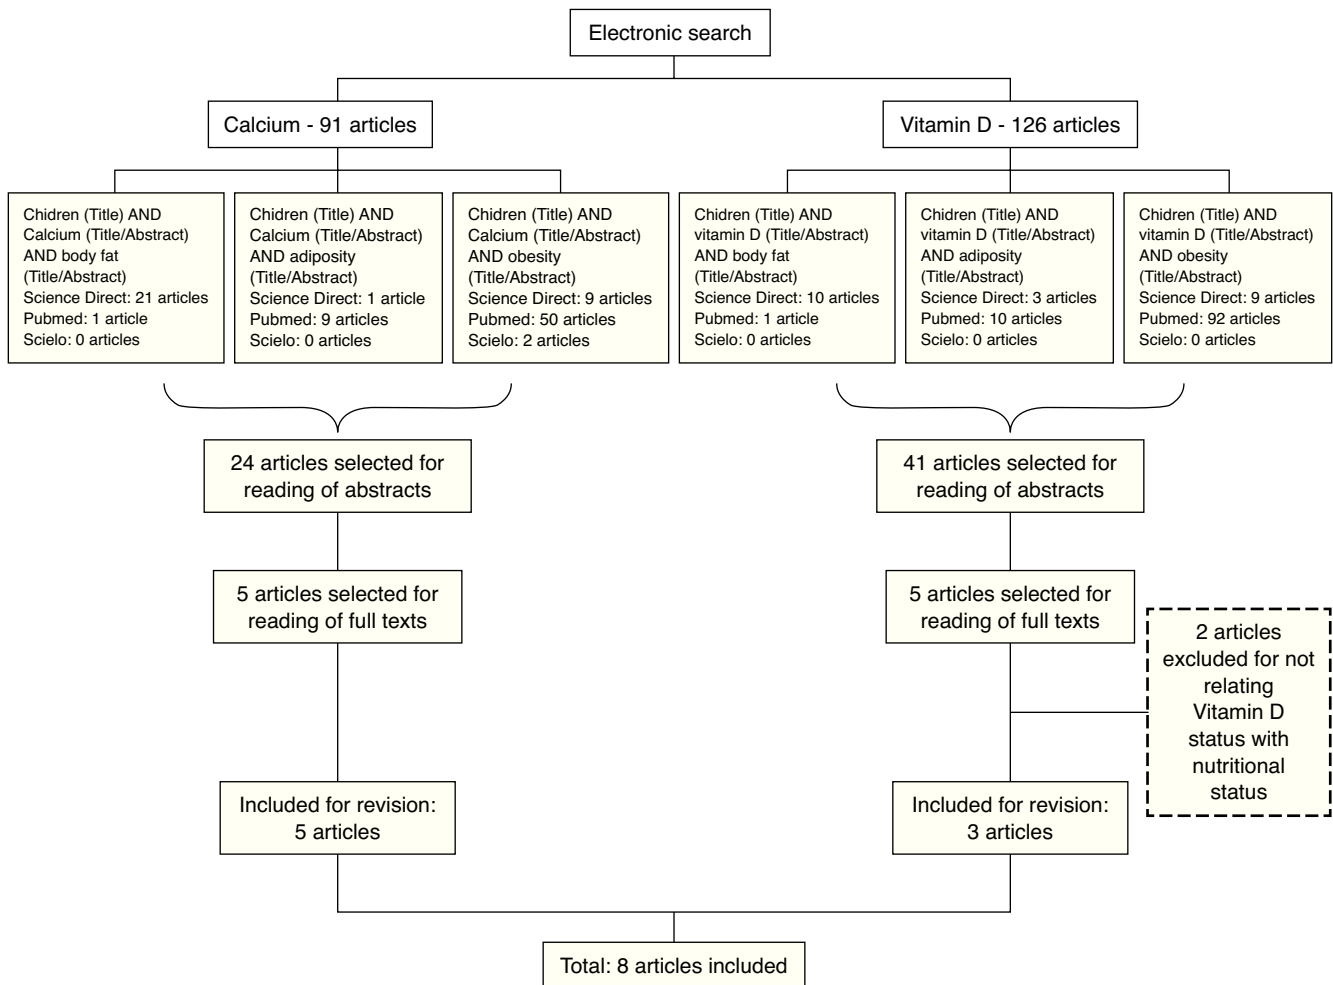 Electronic search
Calcium - 91 articles
Vitamin D - 126 articles
Chidren (Title) AND
Calcium (Title/Abstract)
AND body fat
(Title/Abstract)
Science Direct: 21 articles
Pubmed: 1 article
Scielo: 0 articles
Chidren (Title) AND
Calcium (Title/Abstract)
AND adiposity
(Title/Abstract)
Science Direct: 1 article
Pubmed: 9 articles
Scielo: 0 articles
Chidren (Title) AND
Calcium (Title/Abstract)
AND obesity
(Title/Abstract)
Science Direct: 9 articles
Pubmed: 50 articles
Scielo: 2 articles
Chidren (Title) AND
vitamin D (Title/Abstract)
AND body fat
(Title/Abstract)
Science Direct: 10 articles
Pubmed: 1 article
Scielo: 0 articles
Chidren (Title) AND
vitamin D (Title/Abstract)
AND adiposity
(Title/Abstract)
Science Direct: 3 articles
Pubmed: 10 articles
Scielo: 0 articles
Chidren (Title) AND
vitamin D (Title/Abstract)
AND obesity
(Title/Abstract)
Science Direct: 9 articles
Pubmed: 92 articles
Scielo: 0 articles
24 articles selected for
reading of abstracts
41 articles selected for
reading of abstracts
5 articles selected for
reading of full texts
5 articles selected for
reading of full texts
2 articles
excluded for not
relating
Vitamin D
status with
nutritional
status
Included for revision:
5 articles
Included for revision:
3 articles
Total: 8 articles included